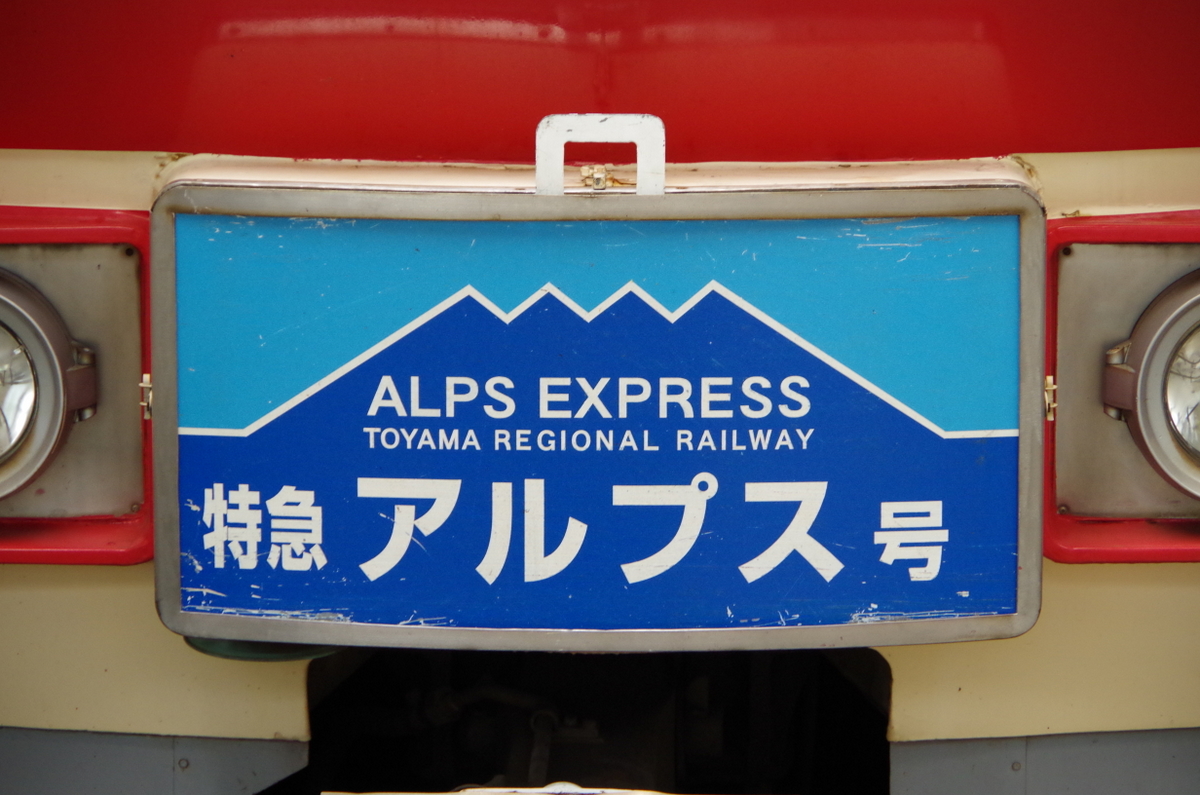 ALPS EXPRESS
TOYAMA REGIONAL RAILWAY
特急 アルプス 号